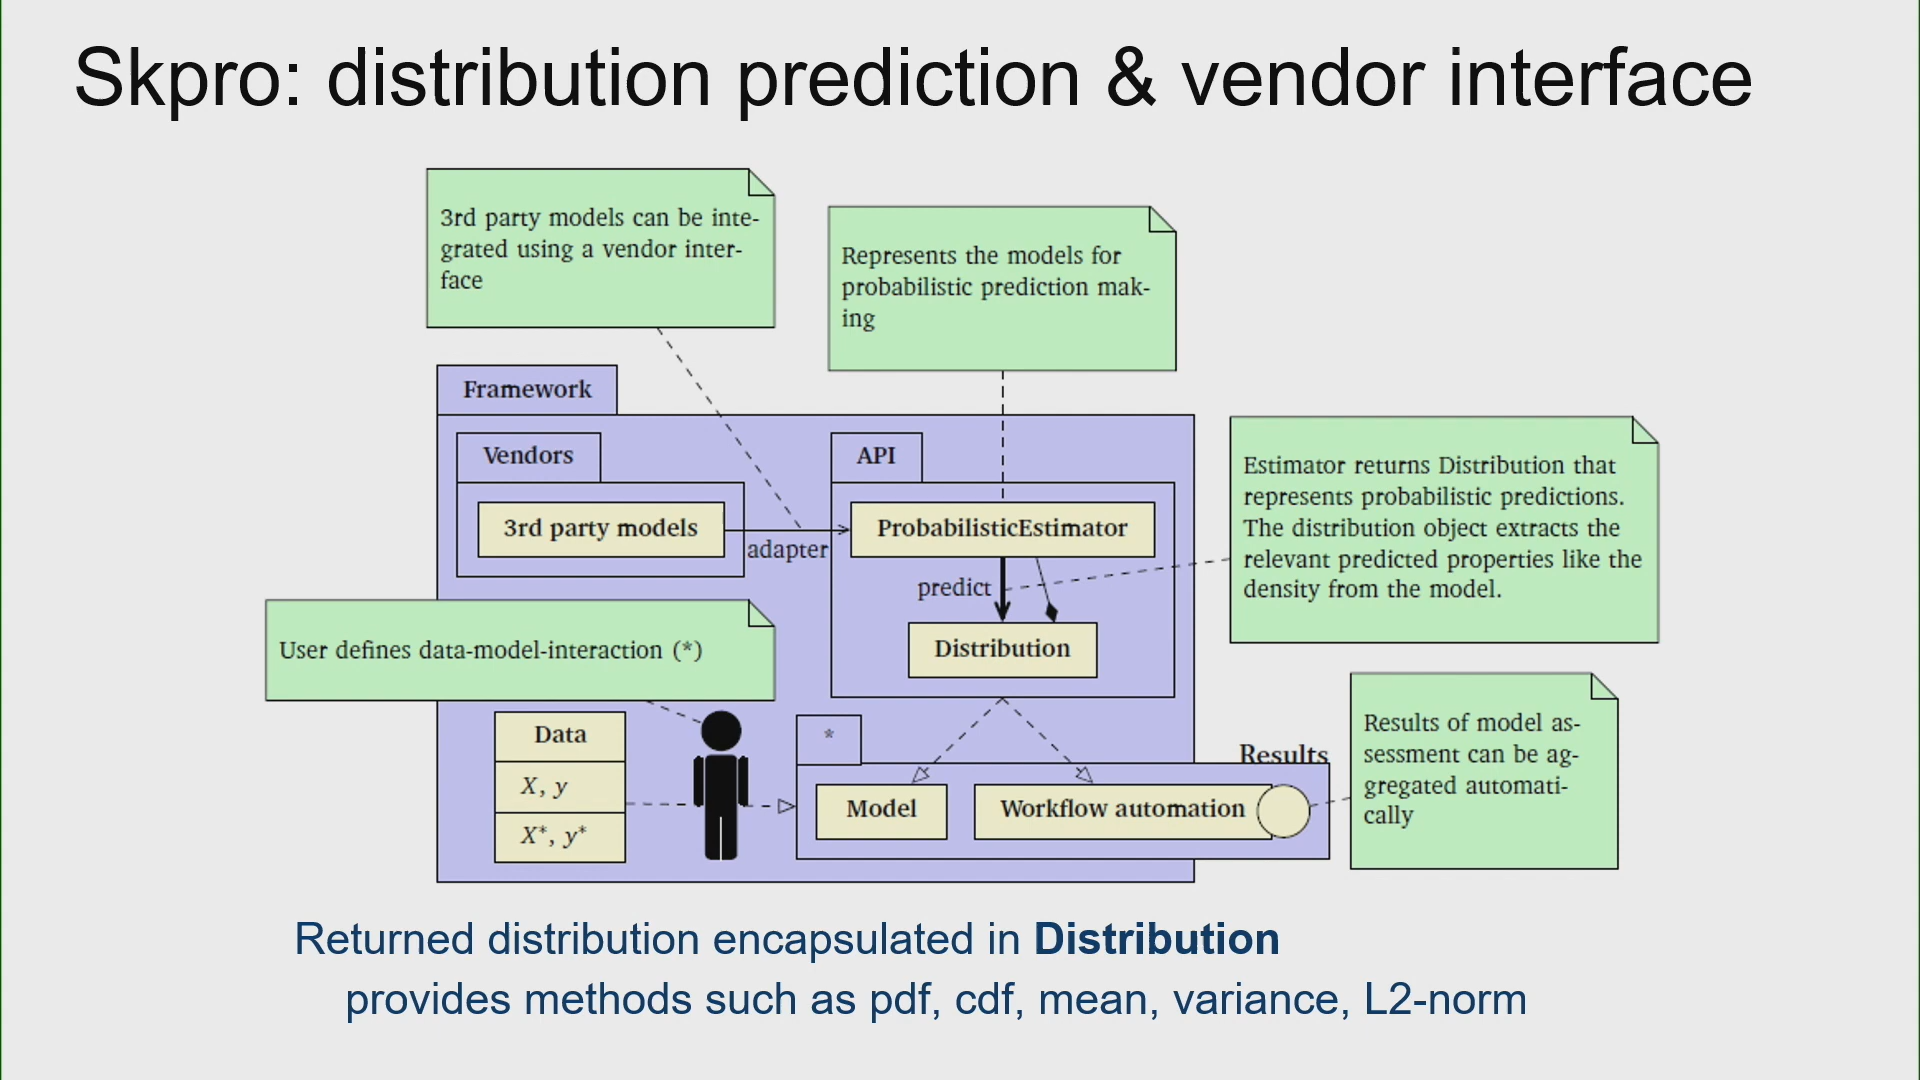 Skpro: distribution prediction & vendor interface
3rd party models can be inte-
grated using a vendor inter-
face
Represents the models for
probabilistic prediction mak-
ing
Framework
Vendors
API
3rd party models
adapter
ProbabilisticEstimator
predict
Distribution
Estimator returns Distribution that
represents probabilistic predictions.
The distribution object extracts the
relevant predicted properties like the
density from the model.
User defines data-model-interaction (*)
Data
X, y
X*, y*
*
Model
Workflow automation
Results
Results of model as-
sessment can be ag-
gregated automati-
cally
Returned distribution encapsulated in Distribution
provides methods such as pdf, cdf, mean, variance, L2-norm